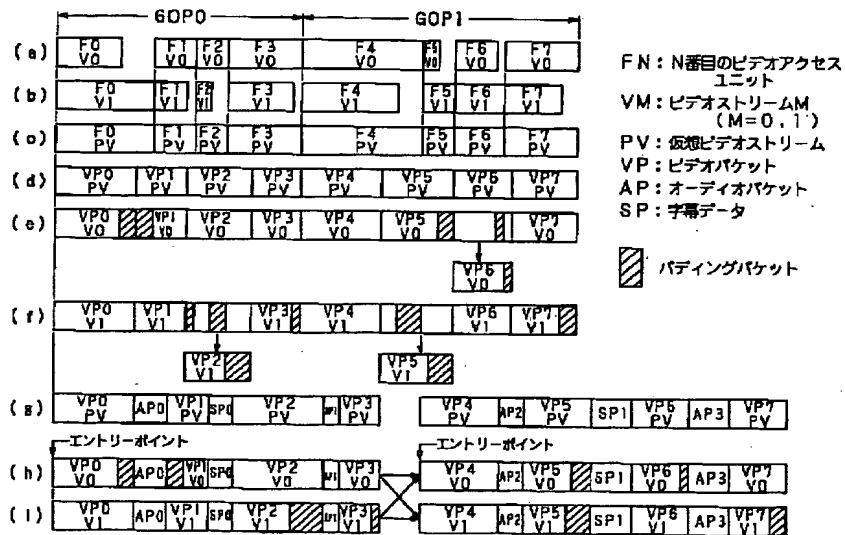 GOP0 GOP1
(a) F0 V0 F1 V0 F2 V0 F3 V0 F4 V0 F5 V0 F6 V0 F7 V0
(b) F0 V1 F1 V1 F2 V1 F3 V1 F4 V1 F5 V1 F6 V1 F7 V1
(c) F0 PV F1 PV F2 PV F3 PV F4 PV F5 PV F6 PV F7 PV
(d) VP0 PV VP1 PV VP2 PV VP3 PV VP4 PV VP5 PV VP6 PV VP7 PV
(e) VP0 V0 VP1 V0 VP2 V0 VP3 V0 VP4 V0 VP5 V0 VP7 V0
VP6 V0
(f) VP0 V1 VP1 V1 VP3 V1 VP4 V1 VP6 V1 VP7 V1
VP2 V1 VP5 V1
(g) VP0 PV AP0 VP1 PV SP0 VP2 PV AP1 VP3 PV VP4 PV AP2 VP5 PV SP1 VP6 PV AP3 VP7 PV
エントリーポイント エントリーポイント
(h) VP0 V0 AP0 VP1 V0 SP0 VP2 V0 AP1 VP3 V0 VP4 V0 AP2 VP5 V0 SP1 VP6 V0 AP3 VP7 V0
(i) VP0 V1 AP0 VP1 V1 SP0 VP2 V1 AP1 VP3 V1 VP4 V1 AP2 VP5 V1 SP1 VP6 V1 AP3 VP7 V1
FN:N番目のビデオアクセス
ユニット
VM:ビデオストリームM
(M=0,1)
PV:仮想ビデオストリーム
VP:ビデオパケット
AP:オーディオパケット
SP:字幕データ
パディングパケット